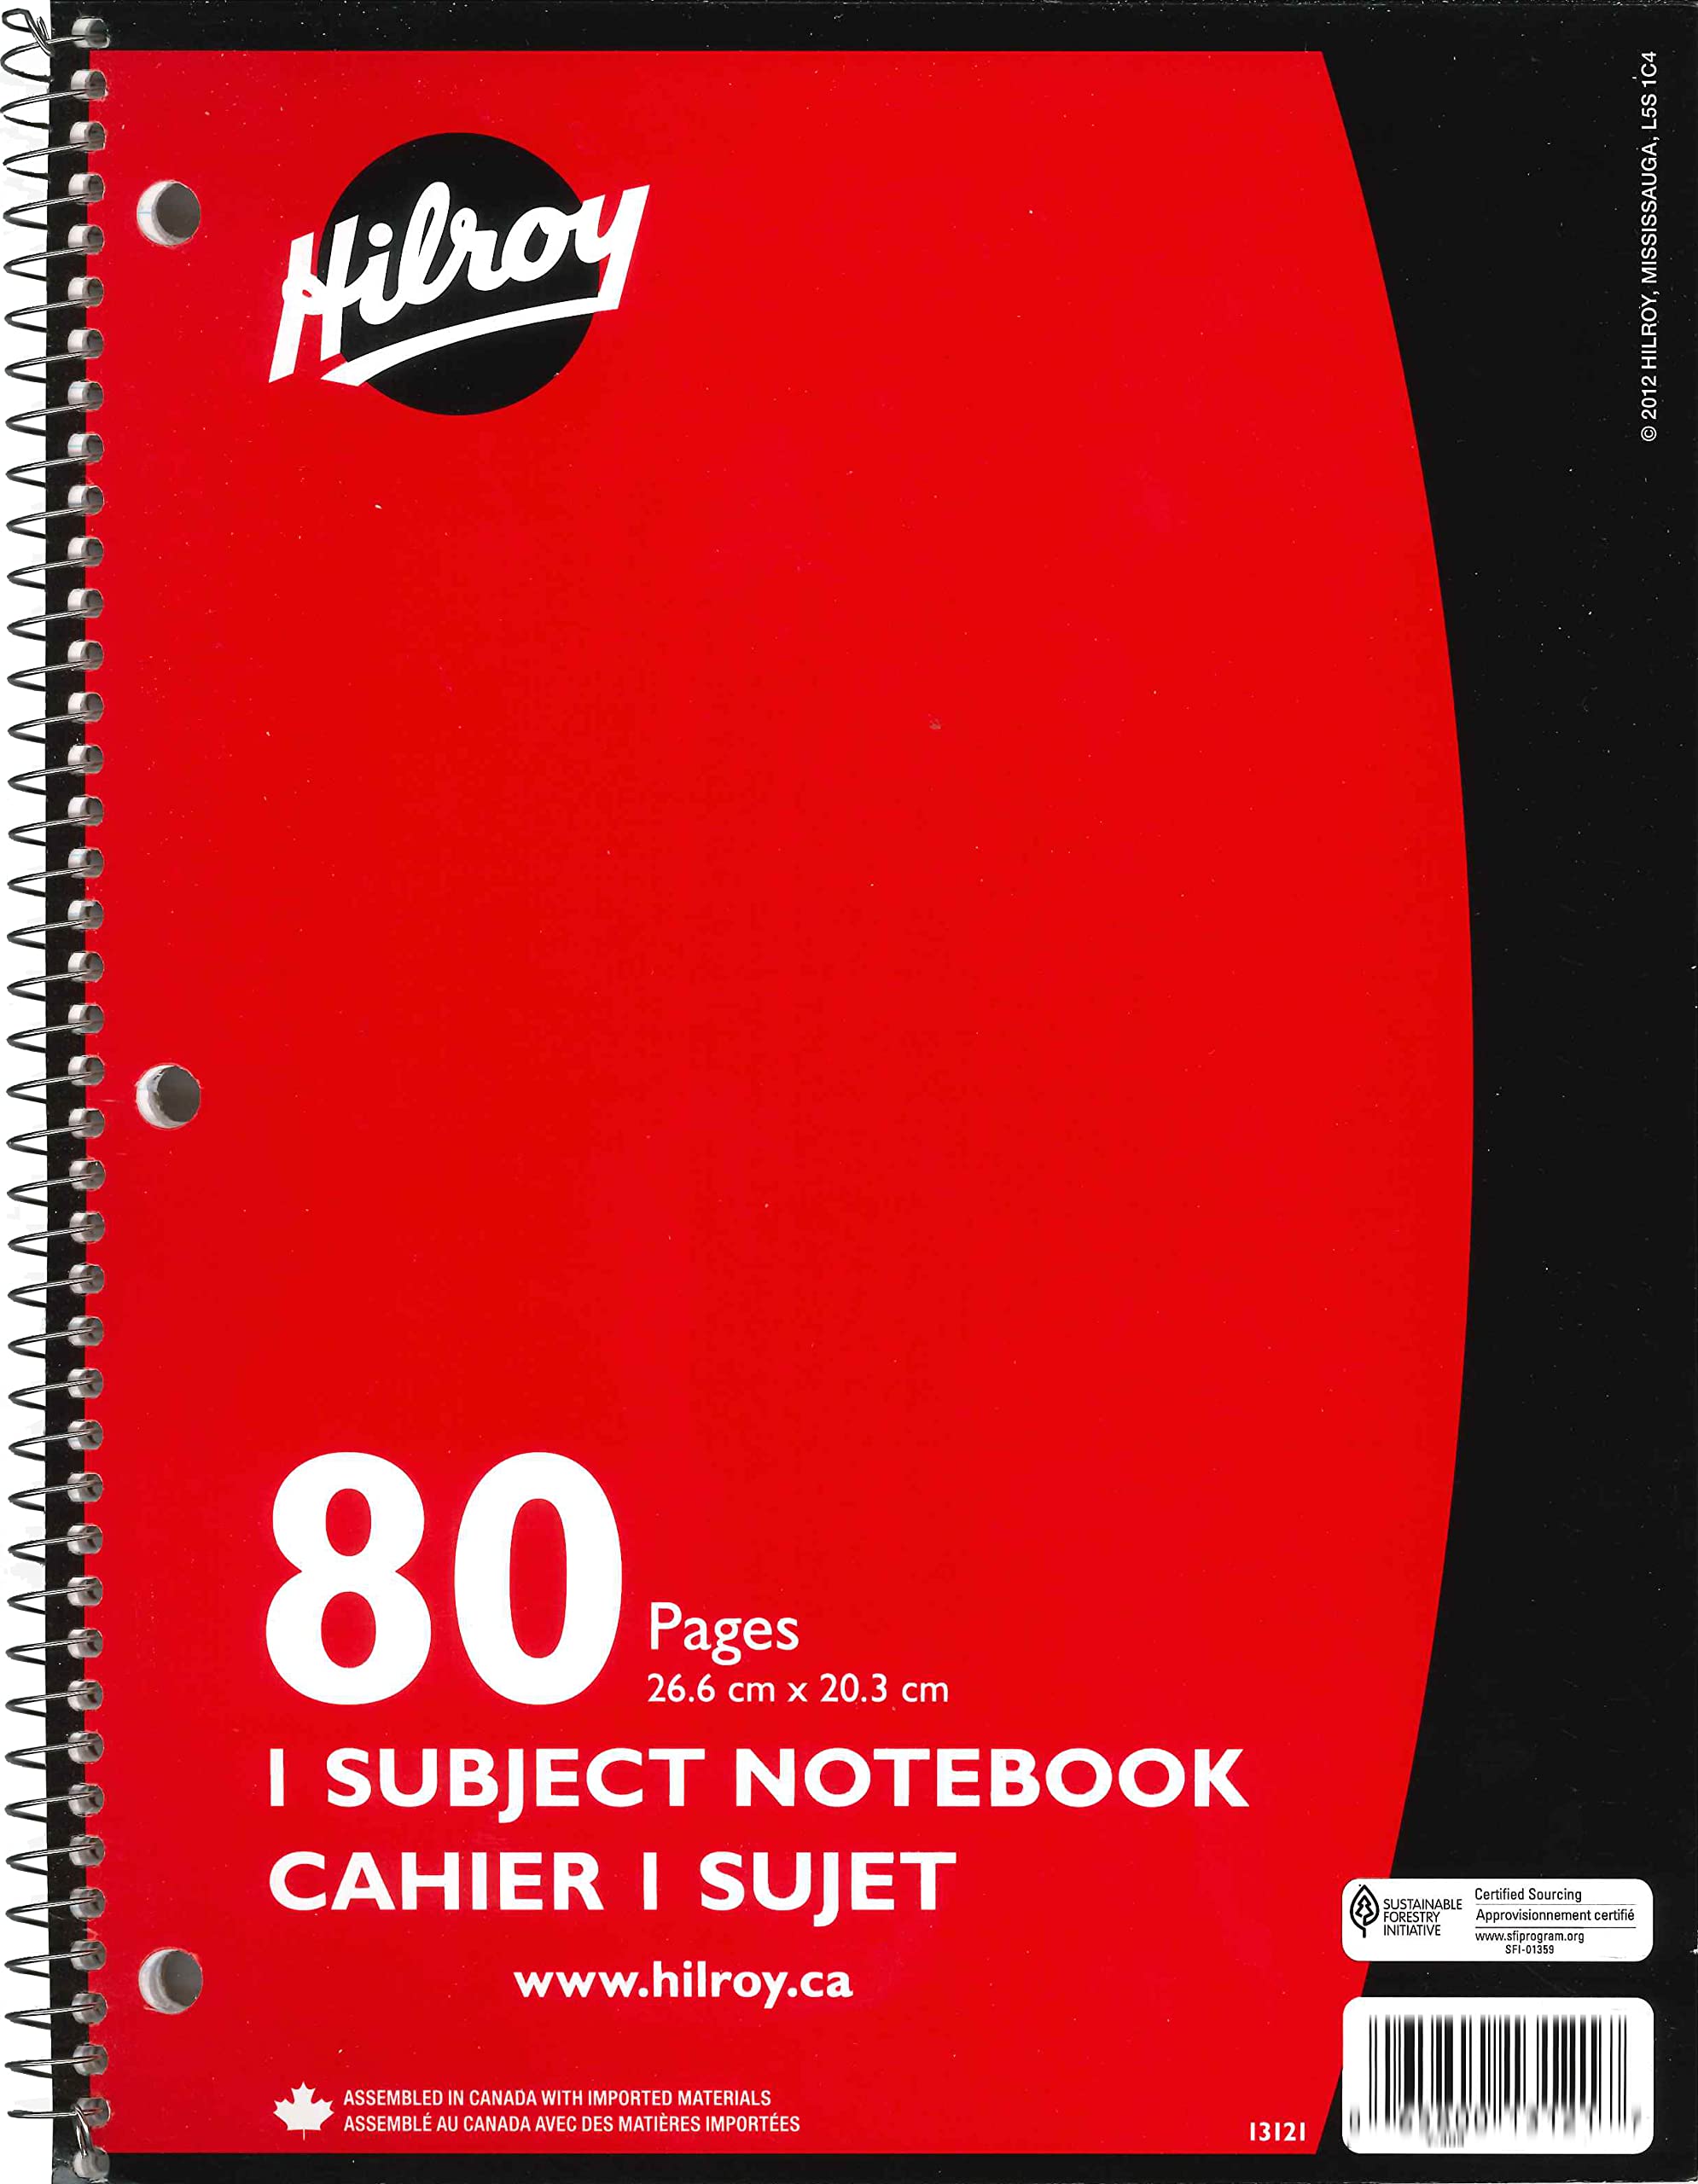 Hilroy
© 2012 HILROY, MISSISSAUGA, L5S 1C4
80
Pages
26.6 cm x 20.3 cm
1 SUBJECT NOTEBOOK
CAHIER 1 SUJET
www.hilroy.ca
ASSEMBLED IN CANADA WITH IMPORTED MATERIALS
ASSEMBLÉ AU CANADA AVEC DES MATIÈRES IMPORTÉES
13121
SUSTAINABLE
FORESTRY
INITIATIVE
Certified Sourcing
Approvisionnement certifié
www.sfiprogram.org
SFI-01359